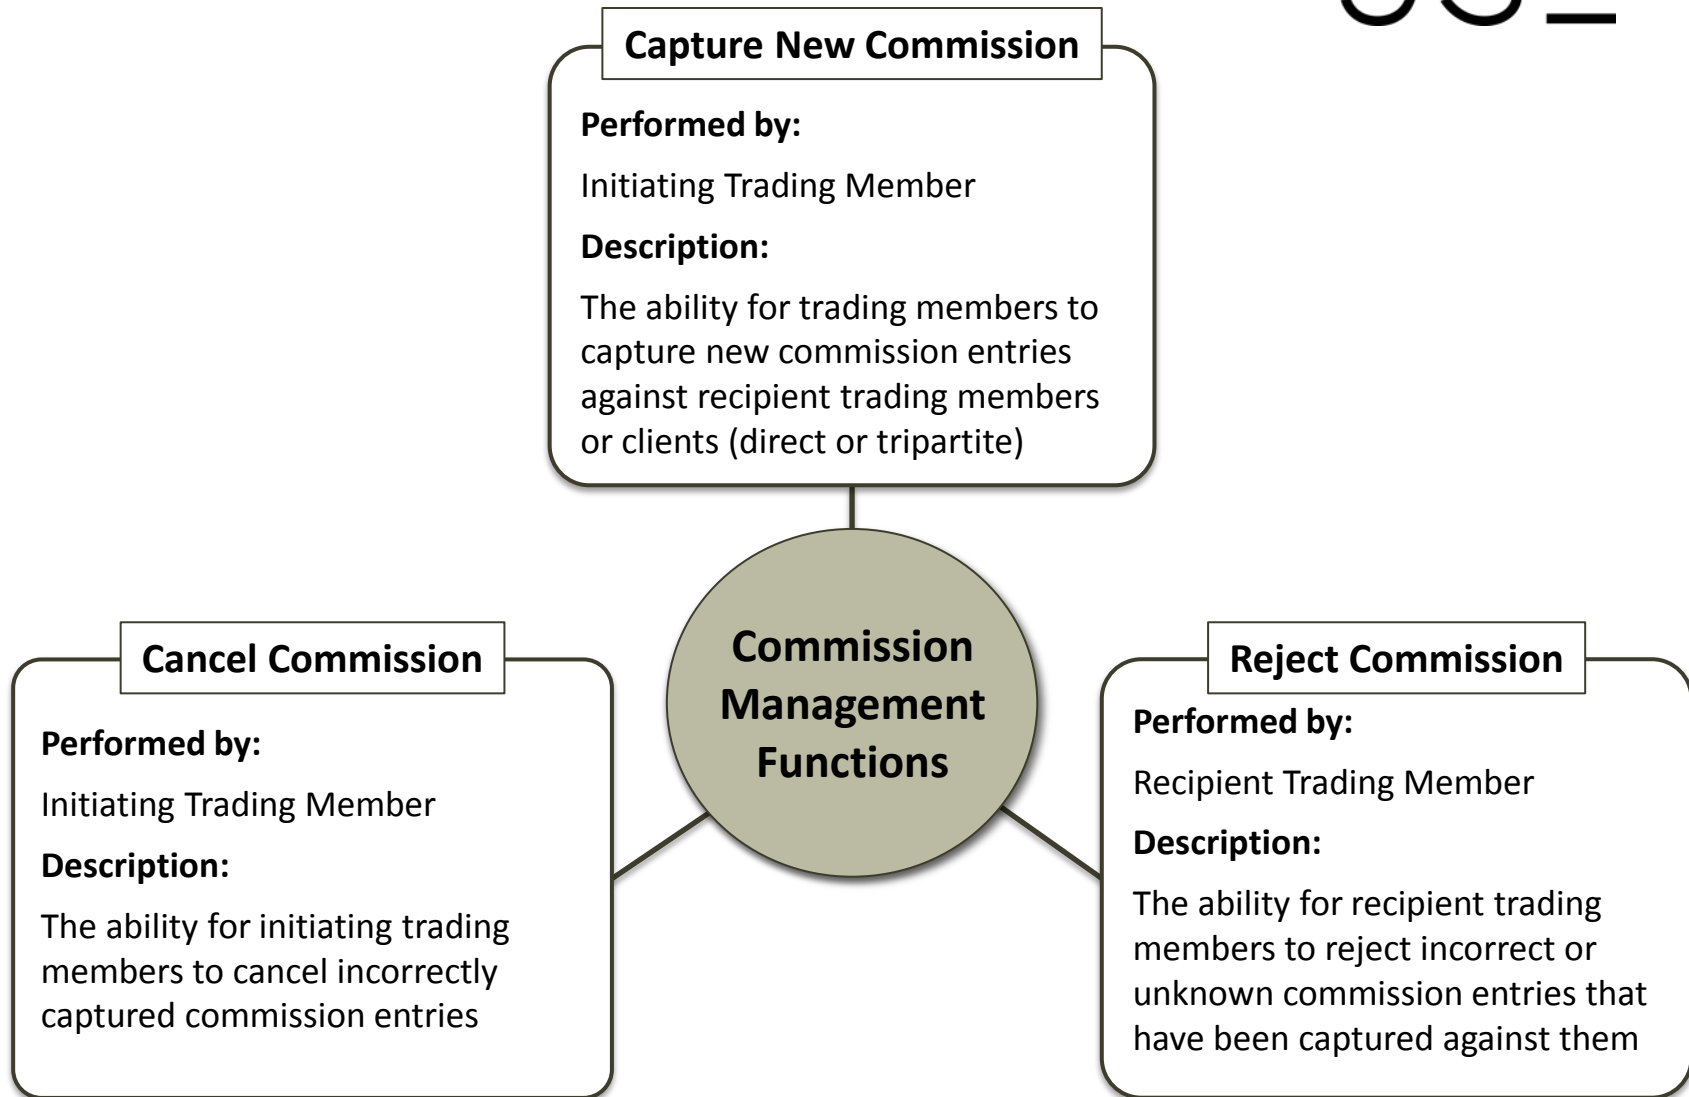 Capture New Commission
Performed by:
Initiating Trading Member
Description:
The ability for trading members to
capture new commission entries
against recipient trading members
or clients (direct or tripartite)
Commission
Management
Functions
Cancel Commission
Performed by:
Initiating Trading Member
Description:
The ability for initiating trading
members to cancel incorrectly
captured commission entries
Reject Commission
Performed by:
Recipient Trading Member
Description:
The ability for recipient trading
members to reject incorrect or
unknown commission entries that
have been captured against them